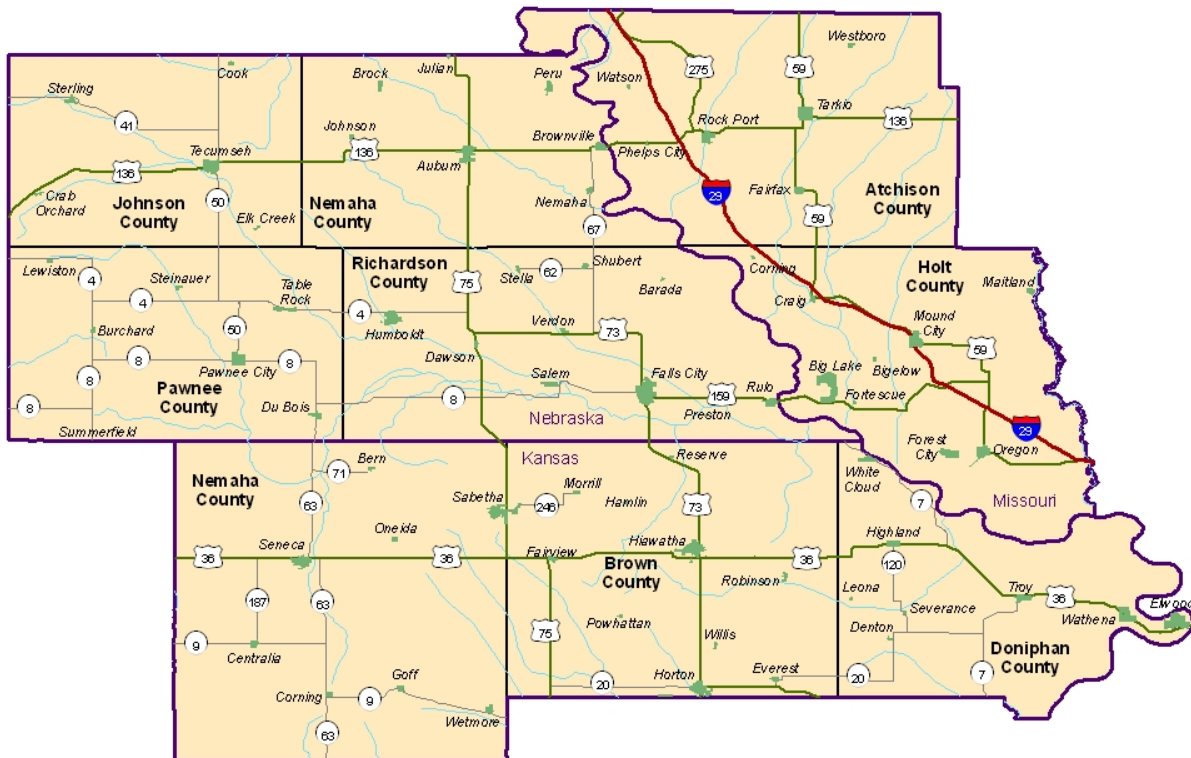 Westboro
Cook
Brock
Julian
Peru
Watson
275
59
Sterling
41
Tarkio
Johnson
Brownville
Rock Port
136
Tecumseh
136
Auburn
Phelps City
136
Crab
Orchard
Johnson
County
50
Elk Creek
Nemaha
County
Nemaha
67
29
Fairfax
59
Atchison
County
Lewiston
4
Steinauer
4
Table
Rock
Richardson
County
75
Stella
62
Shubert
Barada
Corning
Craig
Holt
County
Maitland
Burchard
50
4
Humboldt
Verdon
73
Mound
City
59
8
8
Pawnee City
8
Dawson
Salem
Falls City
159
Rulo
Big Lake
Bigelow
Fortescue
8
Summerfield
Pawnee
County
Du Bois
8
Nebraska
Preston
29
Forest
City
Oregon
Nemaha
County
71
Bern
Kansas
Reserve
White
Cloud
Missouri
63
Sabetha
246
Morrill
Hamlin
73
7
Oneida
Highland
36
Seneca
36
Fairview
Hiawatha
36
Brown
County
Robinson
120
Leona
Troy
36
Elwood
187
63
Powhattan
Severance
Wathena
9
Centralia
75
Willis
Denton
Doniphan
County
Corning
9
Goff
20
Horton
Everest
20
7
Wetmore
63